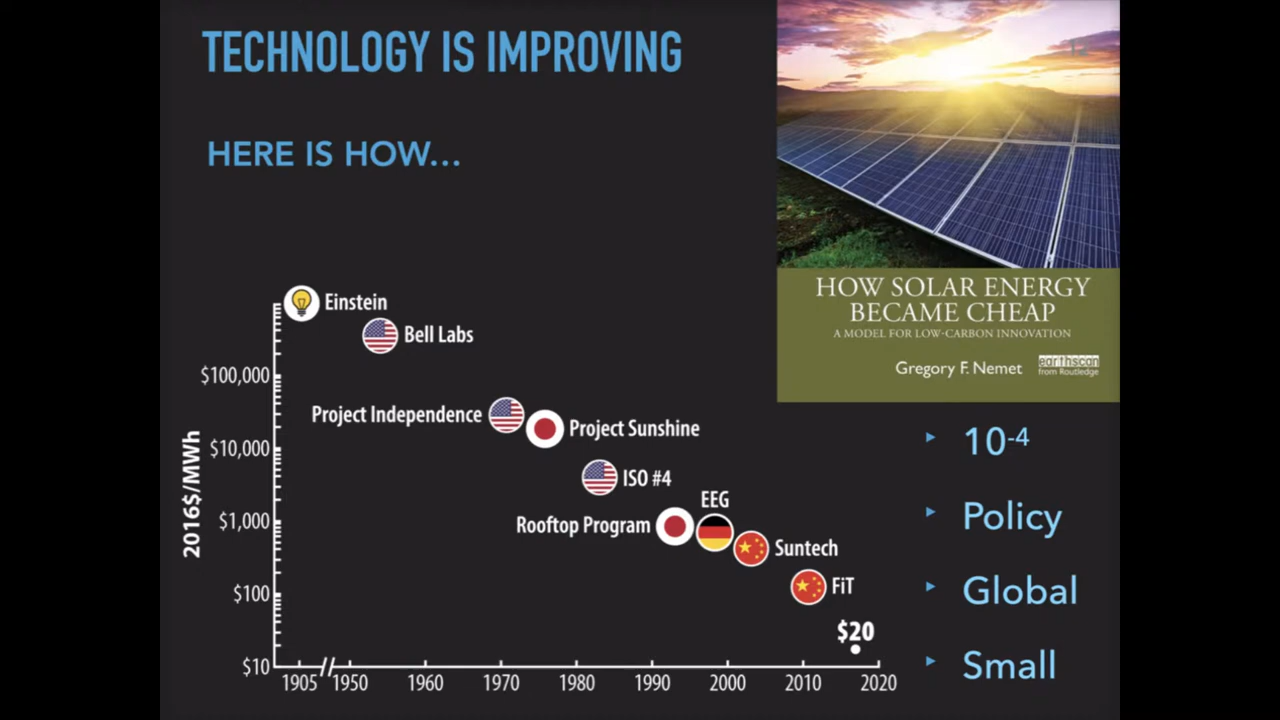 TECHNOLOGY IS IMPROVING
12
HERE IS HOW...
HOW SOLAR ENERGY
BECAME CHEAP
A MODEL FOR LOW-CARBON INNOVATION
Gregory F. Nemet
earthscan
from Routledge
Einstein
Bell Labs
$100,000
Project Independence
Project Sunshine
$10,000
ISO #4
EEG
$1,000
Rooftop Program
Suntech
$100
FiT
$20
$10
2016$/MWh
1905 1950 1960 1970 1980 1990 2000 2010 2020
‣ 10-4
‣ Policy
‣ Global
‣ Small